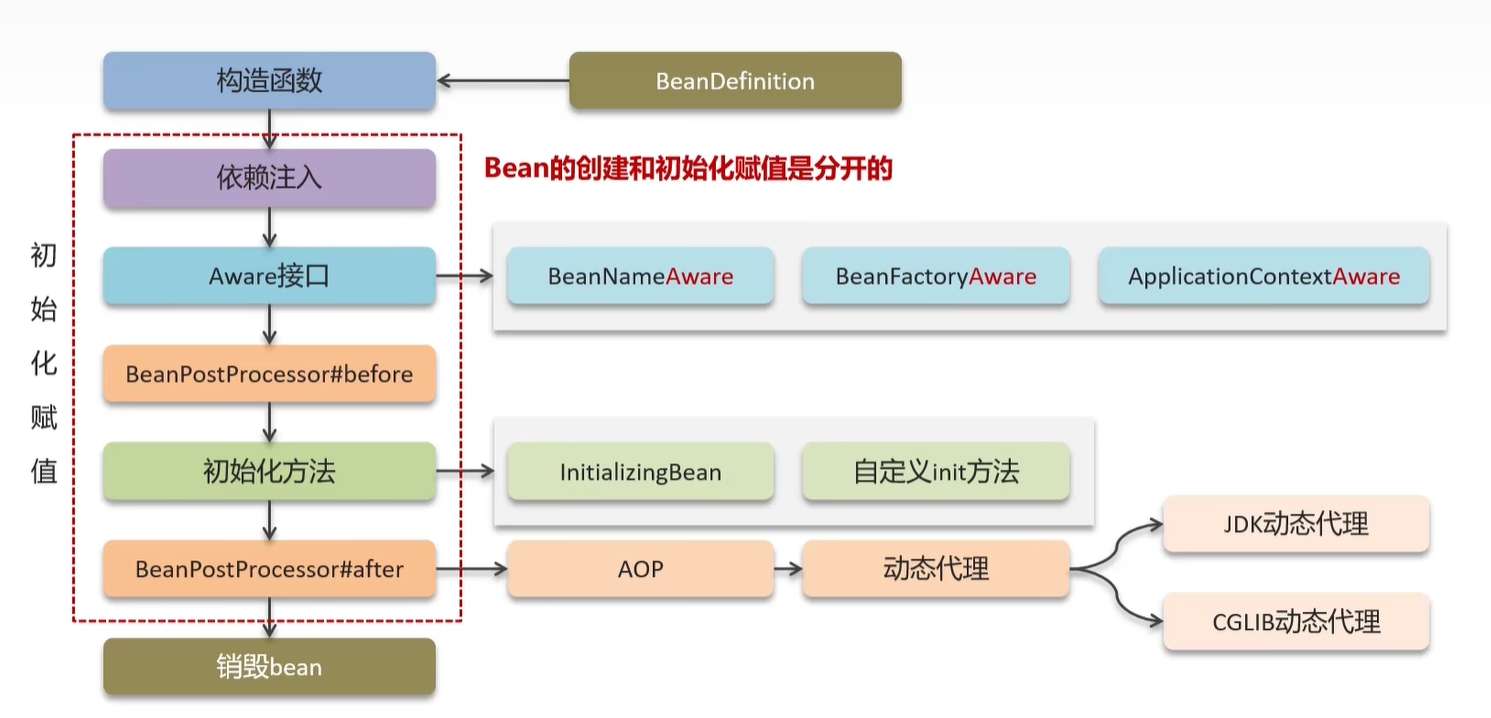 构造函数
BeanDefinition
依赖注入
Bean的创建和初始化赋值是分开的
初始化赋值
Aware接口
BeanNameAware
BeanFactoryAware
ApplicationContextAware
BeanPostProcessor#before
初始化方法
InitializingBean
自定义init方法
BeanPostProcessor#after
AOP
动态代理
JDK动态代理
CGLIB动态代理
销毁bean